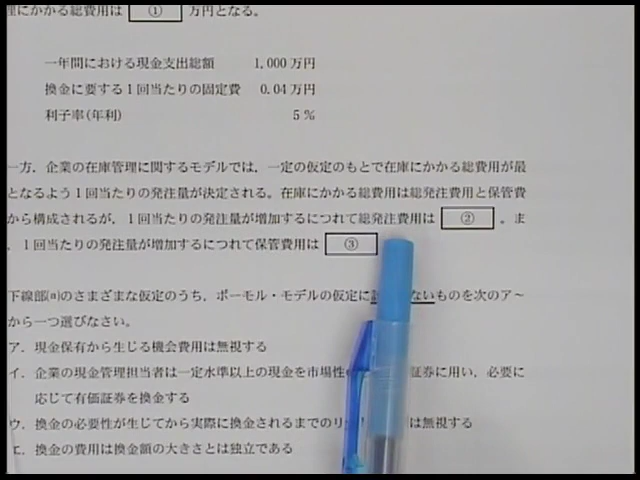 理にかかる総費用は ① 万円となる。
一年間における現金支出総額 1,000 万円
換金に要する1回当たりの固定費 0.04 万円
利子率(年利) 5 %
一方，企業の在庫管理に関するモデルでは，一定の仮定のもとで在庫にかかる総費用が最
となるよう1回当たりの発注量が決定される。在庫にかかる総費用は総発注費用と保管費
から構成されるが，1回当たりの発注量が増加するにつれて総発注費用は ② 。ま
，1回当たりの発注量が増加するにつれて保管費用は ③
下線部(a)のさまざまな仮定のうち，ボーモル・モデルの仮定に ないものを次のア～
から一つ選びなさい。
ア．現金保有から生じる機会費用は無視する
イ．企業の現金管理担当者は一定水準以上の現金を市場性 証券に用い，必要に
応じて有価証券を換金する
ウ．換金の必要性が生じてから実際に換金されるまでの は無視する
エ．換金の費用は換金額の大きさとは独立である